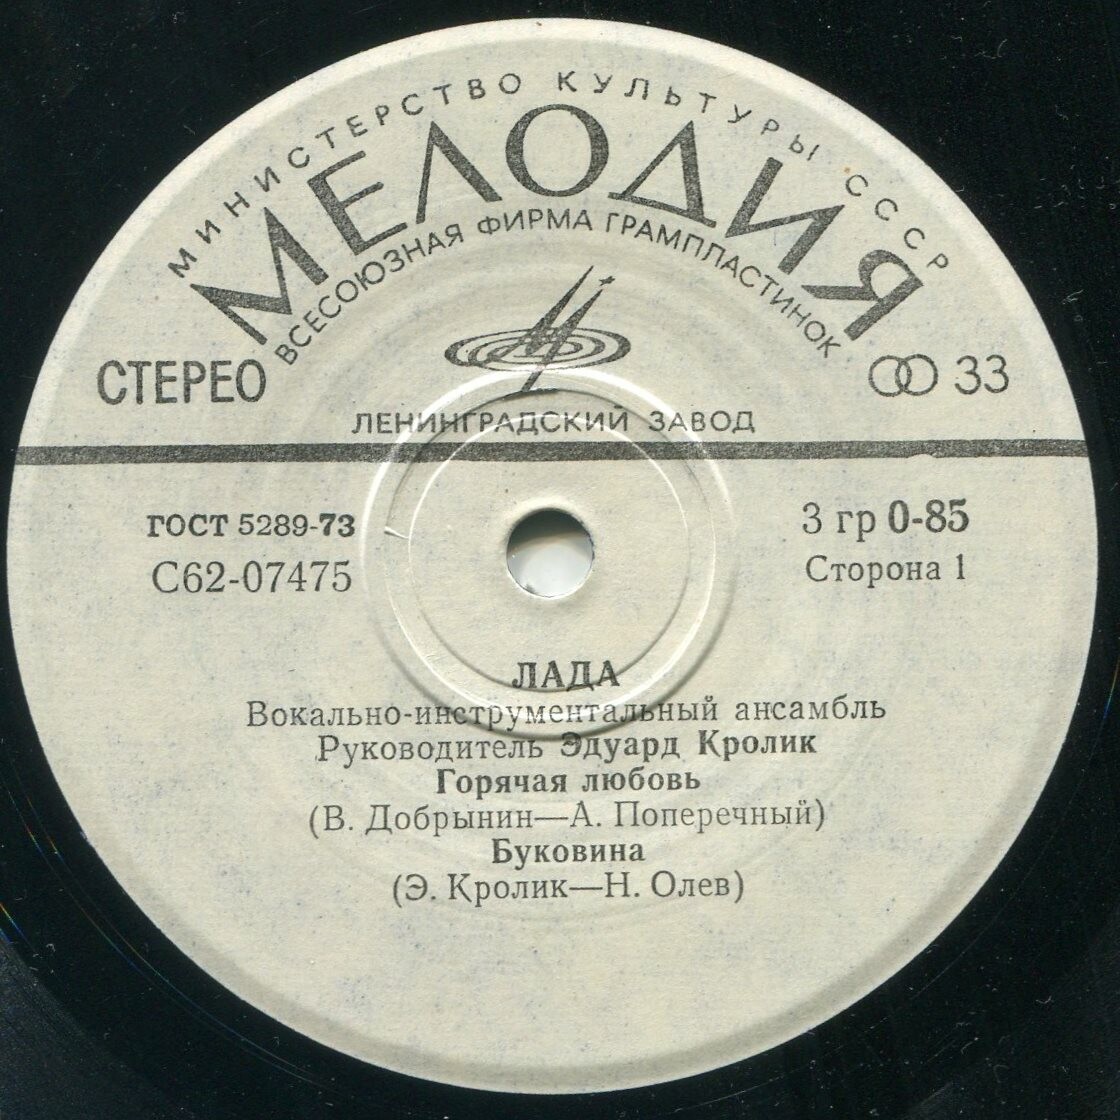 МИНИСТЕРСТВО КУЛЬТУРЫ СССР
МЕЛОДИЯ
ВСЕСОЮЗНАЯ ФИРМА ГРАМПЛАСТИНОК
СТЕРЕО
33
ЛЕНИНГРАДСКИЙ ЗАВОД
ГОСТ 5289-73
3 гр 0-85
С62-07475
Сторона 1
ЛАДА
Вокально-инструментальный ансамбль
Руководитель Эдуард Кролик
Горячая любовь
(В. Добрынин—А. Поперечный)
Буковина
(Э. Кролик—Н. Олев)